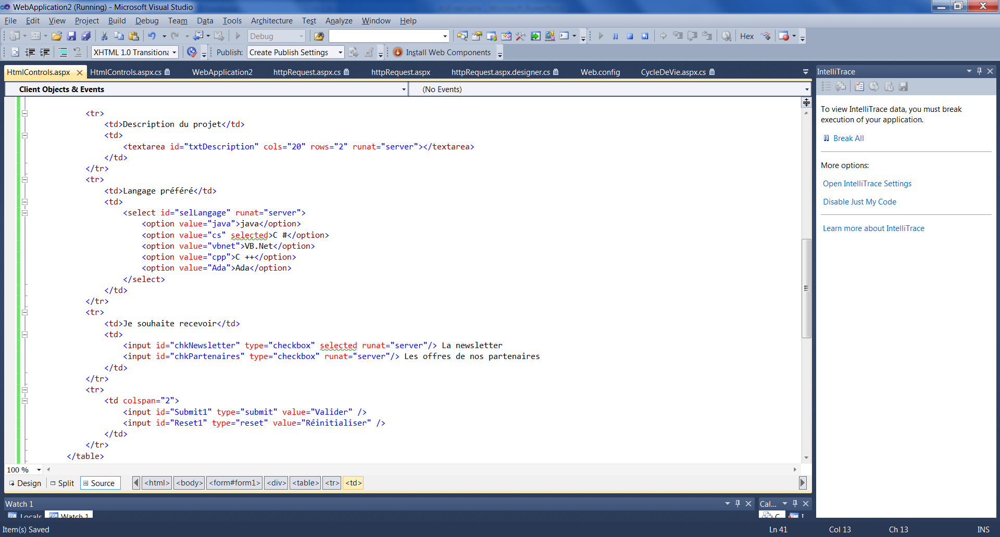 WebApplication2 (Running) - Microsoft Visual Studio
File Edit View Project Build Debug Team Data Tools Architecture Test Analyze Window Help
Debug
Hex
XHTML 1.0 Transitiona
Publish: Create Publish Settings
Install Web Components
HtmlControls.aspx HtmlControls.aspx.cs WebApplication2 httpRequest.aspx.cs httpRequest.aspx httpRequest.aspx.designer.cs Web.config CycleDeVie.aspx.cs
Client Objects & Events (No Events)
<tr>
<td>Description du projet</td>
<td>
<textarea id="txtDescription" cols="20" rows="2" runat="server"></textarea>
</td>
</tr>
<tr>
<td>Langage préféré</td>
<td>
<select id="selLangage" runat="server">
<option value="java">java</option>
<option value="cs" selected>C #</option>
<option value="vbnet">VB.Net</option>
<option value="cpp">C ++</option>
<option value="Ada">Ada</option>
</select>
</td>
</tr>
<tr>
<td>Je souhaite recevoir</td>
<td>
<input id="chkNewsletter" type="checkbox" selected runat="server"/> La newsletter
<input id="chkPartenaires" type="checkbox" runat="server"/> Les offres de nos partenaires
</td>
</tr>
<tr>
<td colspan="2">
<input id="Submit1" type="submit" value="Valider" />
<input id="Reset1" type="reset" value="Réinitialiser" />
</td>
</tr>
</table>
100 %
Design Split Source <html> <body> <form#form1> <div> <table> <tr> <td>
IntelliTrace
To view IntelliTrace data, you must break
execution of your application.
Break All
More options:
Open IntelliTrace Settings
Disable Just My Code
Learn more about IntelliTrace
Watch 1
Cal...
Locals Watch 1
Item(s) Saved
Ln 41 Col 13 Ch 13 INS